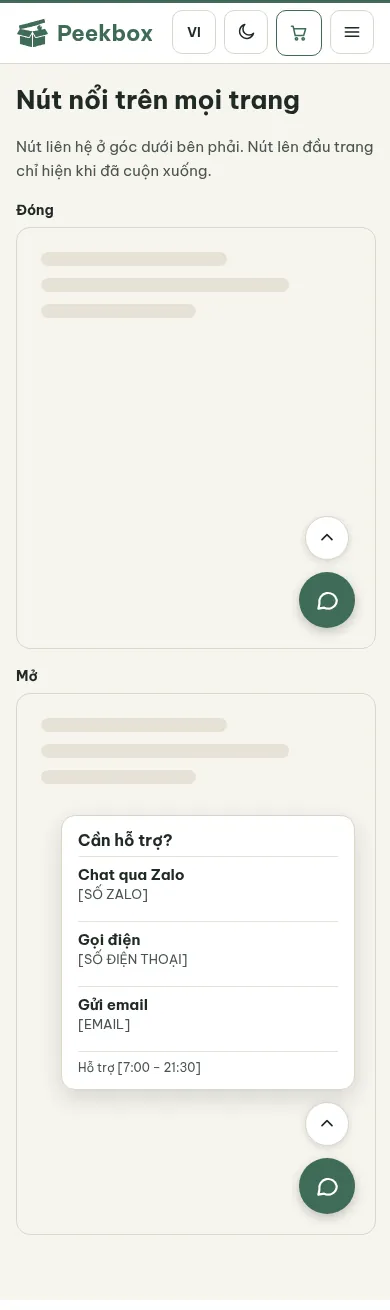 Peekbox
VI
Nút nổi trên mọi trang
Nút liên hệ ở góc dưới bên phải. Nút lên đầu trang
chỉ hiện khi đã cuộn xuống.
Đóng
Mở
Cần hỗ trợ?
Chat qua Zalo
[SỐ ZALO]
Gọi điện
[SỐ ĐIỆN THOẠI]
Gửi email
[EMAIL]
Hỗ trợ [7:00 – 21:30]